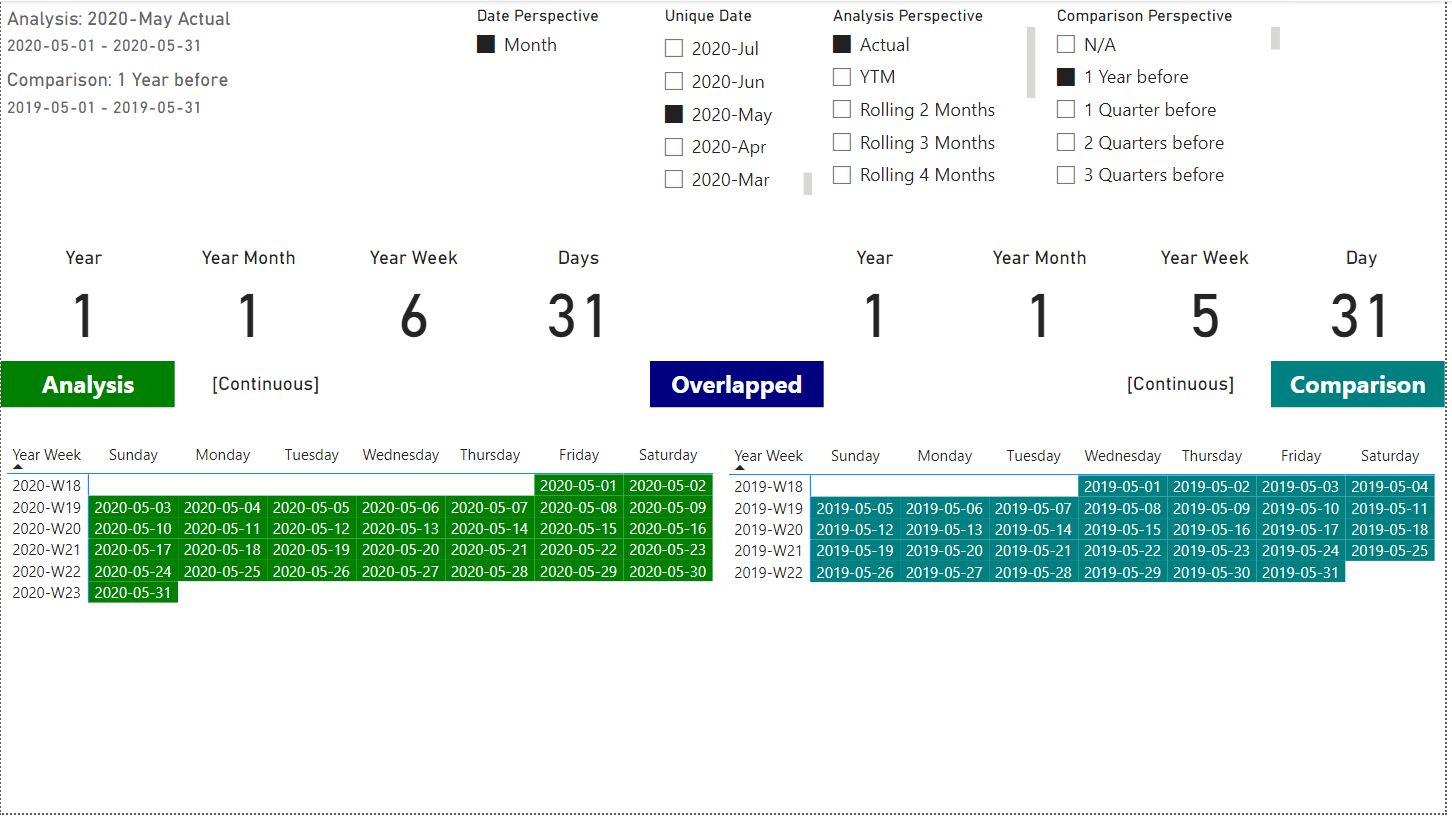 Analysis: 2020-May Actual
2020-05-01 - 2020-05-31
Comparison: 1 Year before
2019-05-01 - 2019-05-31
Date Perspective
Month
Unique Date
2020-Jul
2020-Jun
2020-May
2020-Apr
2020-Mar
Analysis Perspective
Actual
YTM
Rolling 2 Months
Rolling 3 Months
Rolling 4 Months
Comparison Perspective
N/A
1 Year before
1 Quarter before
2 Quarters before
3 Quarters before
Year Year Month Year Week Days
1 1 6 31
Year Year Month Year Week Day
1 1 5 31
Analysis [Continuous] Overlapped [Continuous] Comparison
Year Week Sunday Monday Tuesday Wednesday Thursday Friday Saturday
2020-W18 2020-05-01 2020-05-02
2020-W19 2020-05-03 2020-05-04 2020-05-05 2020-05-06 2020-05-07 2020-05-08 2020-05-09
2020-W20 2020-05-10 2020-05-11 2020-05-12 2020-05-13 2020-05-14 2020-05-15 2020-05-16
2020-W21 2020-05-17 2020-05-18 2020-05-19 2020-05-20 2020-05-21 2020-05-22 2020-05-23
2020-W22 2020-05-24 2020-05-25 2020-05-26 2020-05-27 2020-05-28 2020-05-29 2020-05-30
2020-W23 2020-05-31
Year Week Sunday Monday Tuesday Wednesday Thursday Friday Saturday
2019-W18 2019-05-01 2019-05-02 2019-05-03 2019-05-04
2019-W19 2019-05-05 2019-05-06 2019-05-07 2019-05-08 2019-05-09 2019-05-10 2019-05-11
2019-W20 2019-05-12 2019-05-13 2019-05-14 2019-05-15 2019-05-16 2019-05-17 2019-05-18
2019-W21 2019-05-19 2019-05-20 2019-05-21 2019-05-22 2019-05-23 2019-05-24 2019-05-25
2019-W22 2019-05-26 2019-05-27 2019-05-28 2019-05-29 2019-05-30 2019-05-31